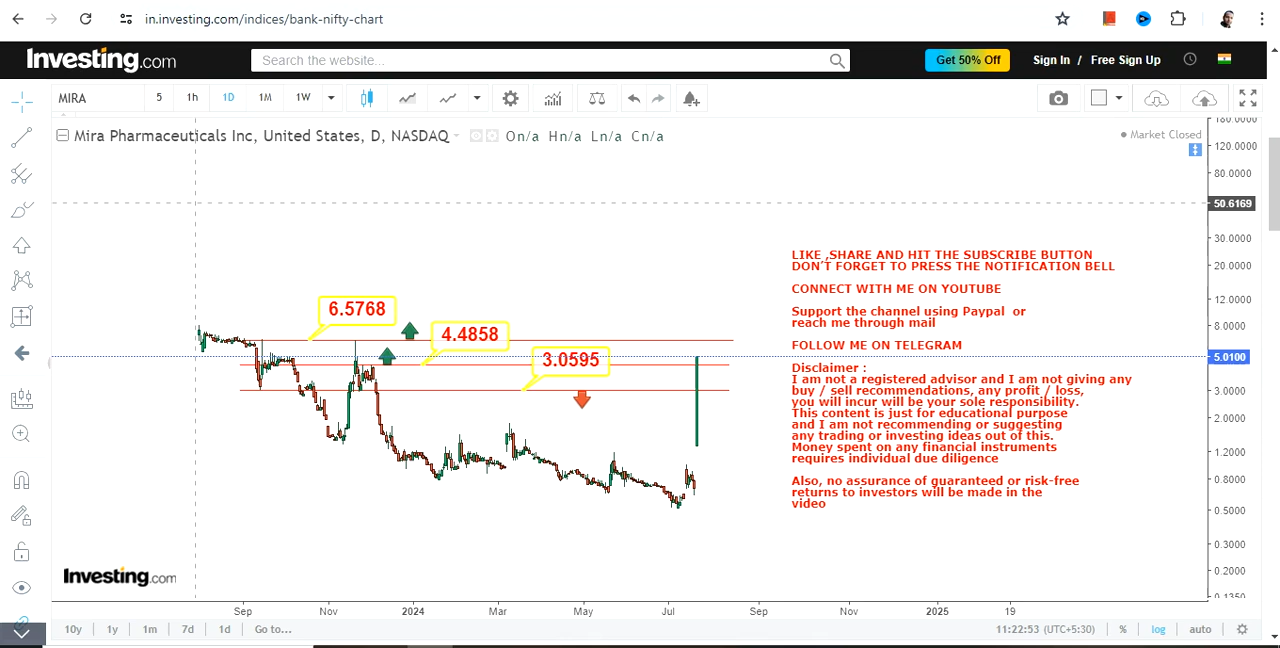 in.investing.com/indices/bank-nifty-chart
Investing.com
Search the website...
Get 50% Off
Sign In / Free Sign Up
MIRA 5 1h 1D 1M 1W
Mira Pharmaceuticals Inc, United States, D, NASDAQ On/a Hn/a Ln/a Cn/a
Market Closed
180.0000
120.0000
80.0000
50.6169
30.0000
20.0000
12.0000
8.0000
5.0100
3.0000
2.0000
1.2000
0.8000
0.5000
0.3000
0.2000
0.1350
6.5768
4.4858
3.0595
LIKE ,SHARE AND HIT THE SUBSCRIBE BUTTON
DON'T FORGET TO PRESS THE NOTIFICATION BELL
CONNECT WITH ME ON YOUTUBE
Support the channel using Paypal or
reach me through mail
FOLLOW ME ON TELEGRAM
Disclaimer :
I am not a registered advisor and I am not giving any
buy / sell recommendations, any profit / loss,
you will incur will be your sole responsibility.
This content is just for educational purpose
and I am not recommending or suggesting
any trading or investing ideas out of this.
Money spent on any financial instruments
requires individual due diligence
Also, no assurance of guaranteed or risk-free
returns to investors will be made in the
video
Investing.com
Sep Nov 2024 Mar May Jul Sep Nov 2025 19
10y 1y 1m 7d 1d Go to...
11:22:53 (UTC+5:30) % log auto